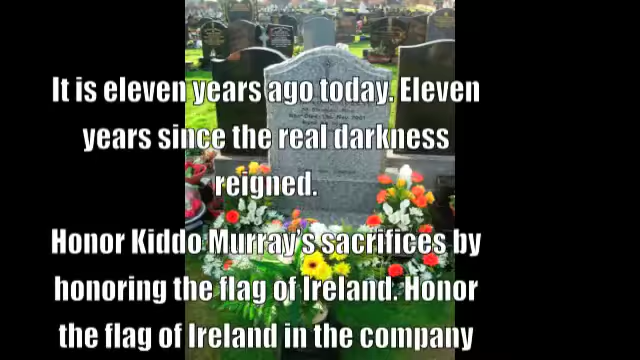 It is eleven years ago today. Eleven
years since the real darkness
reigned.
Honor Kiddo Murray's sacrifices by
honoring the flag of Ireland. Honor
the flag of Ireland in the company